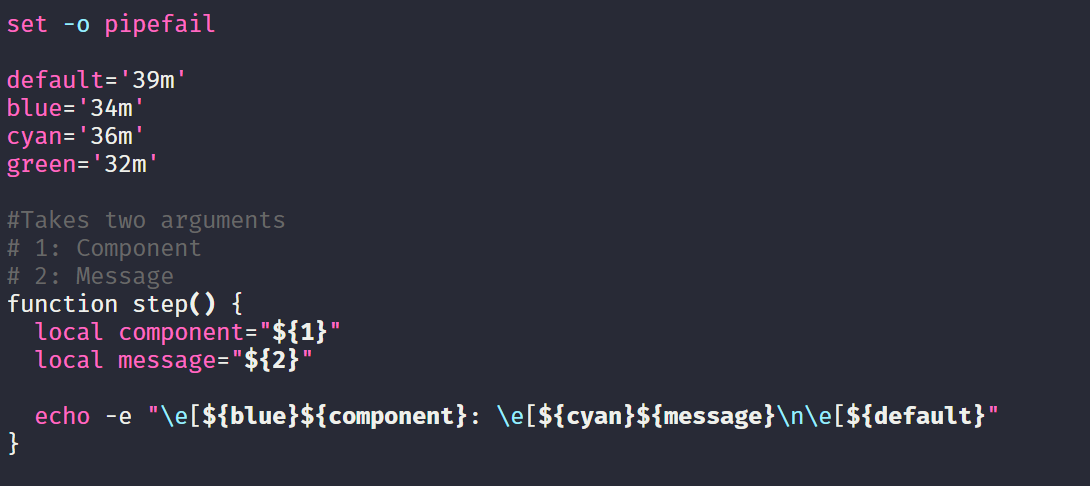 set -o pipefail
default='39m'
blue='34m'
cyan='36m'
green='32m'
#Takes two arguments
# 1: Component
# 2: Message
function step() {
  local component="${1}"
  local message="${2}"
  echo -e "\e[${blue}${component}: \e[${cyan}${message}\n\e[${default}"
}